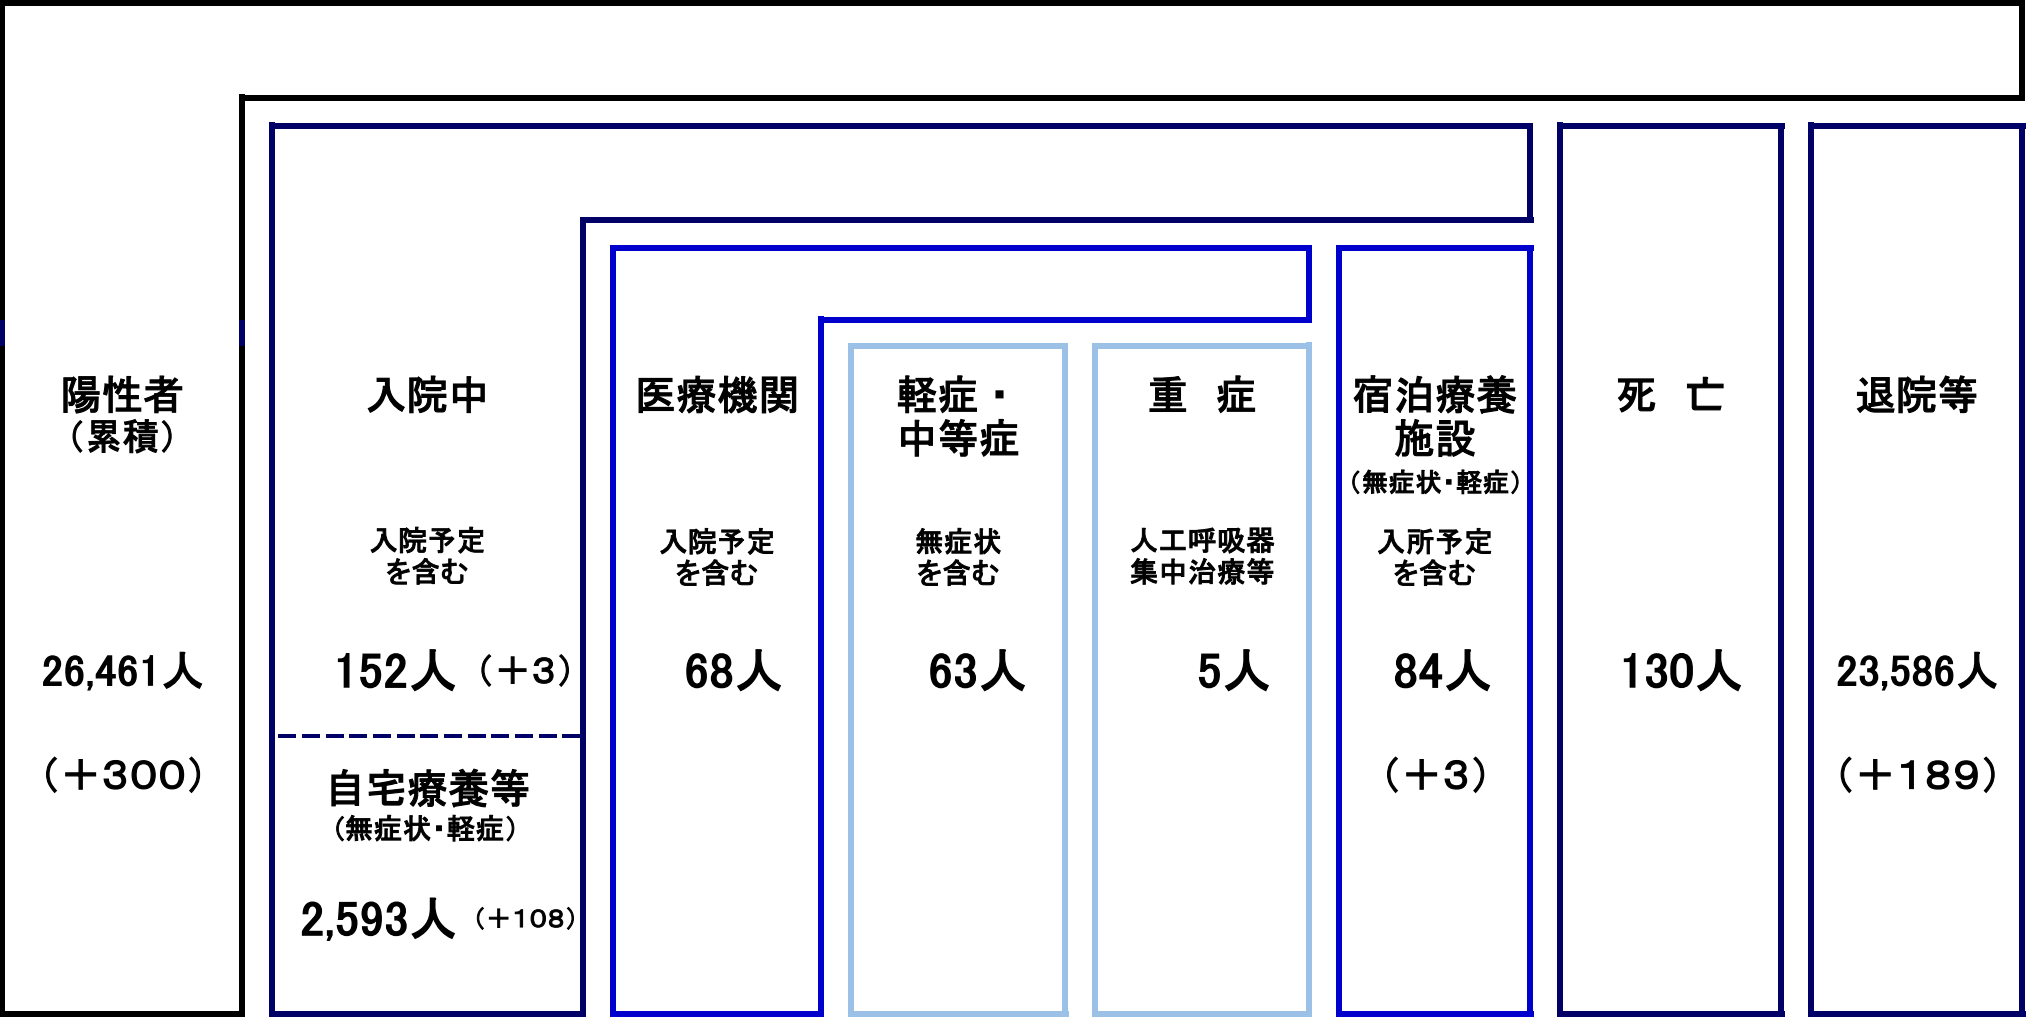 陽性者
（累積）
26,461人
（＋３００）
入院中
入院予定
を含む
152人（＋３）
自宅療養等
（無症状・軽症）
2,593人（＋１０８）
医療機関
入院予定
を含む
68人
軽症・
中等症
無症状
を含む
63人
重　症
人工呼吸器
集中治療等
5人
宿泊療養
施設
（無症状・軽症）
入所予定
を含む
84人
（＋３）
死　亡
130人
退院等
23,586人
（＋１８９）